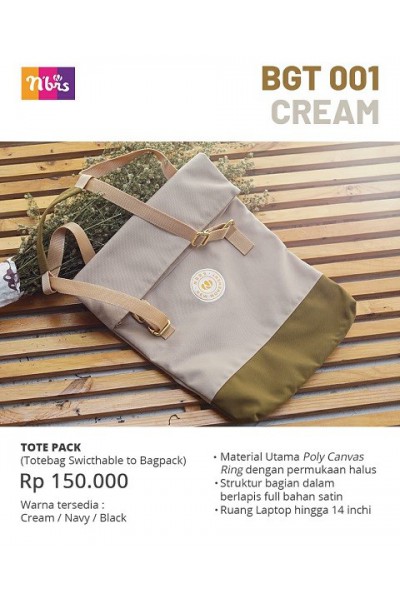 nibrs
BGT 001
CREAM
TOTE PACK
(Totebag Swicthable to Bagpack)
Rp 150.000
Warna tersedia :
Cream / Navy / Black
• Material Utama Poly Canvas
Ring dengan permukaan halus
• Struktur bagian dalam
berlapis full bahan satin
• Ruang Laptop hingga 14 inchi